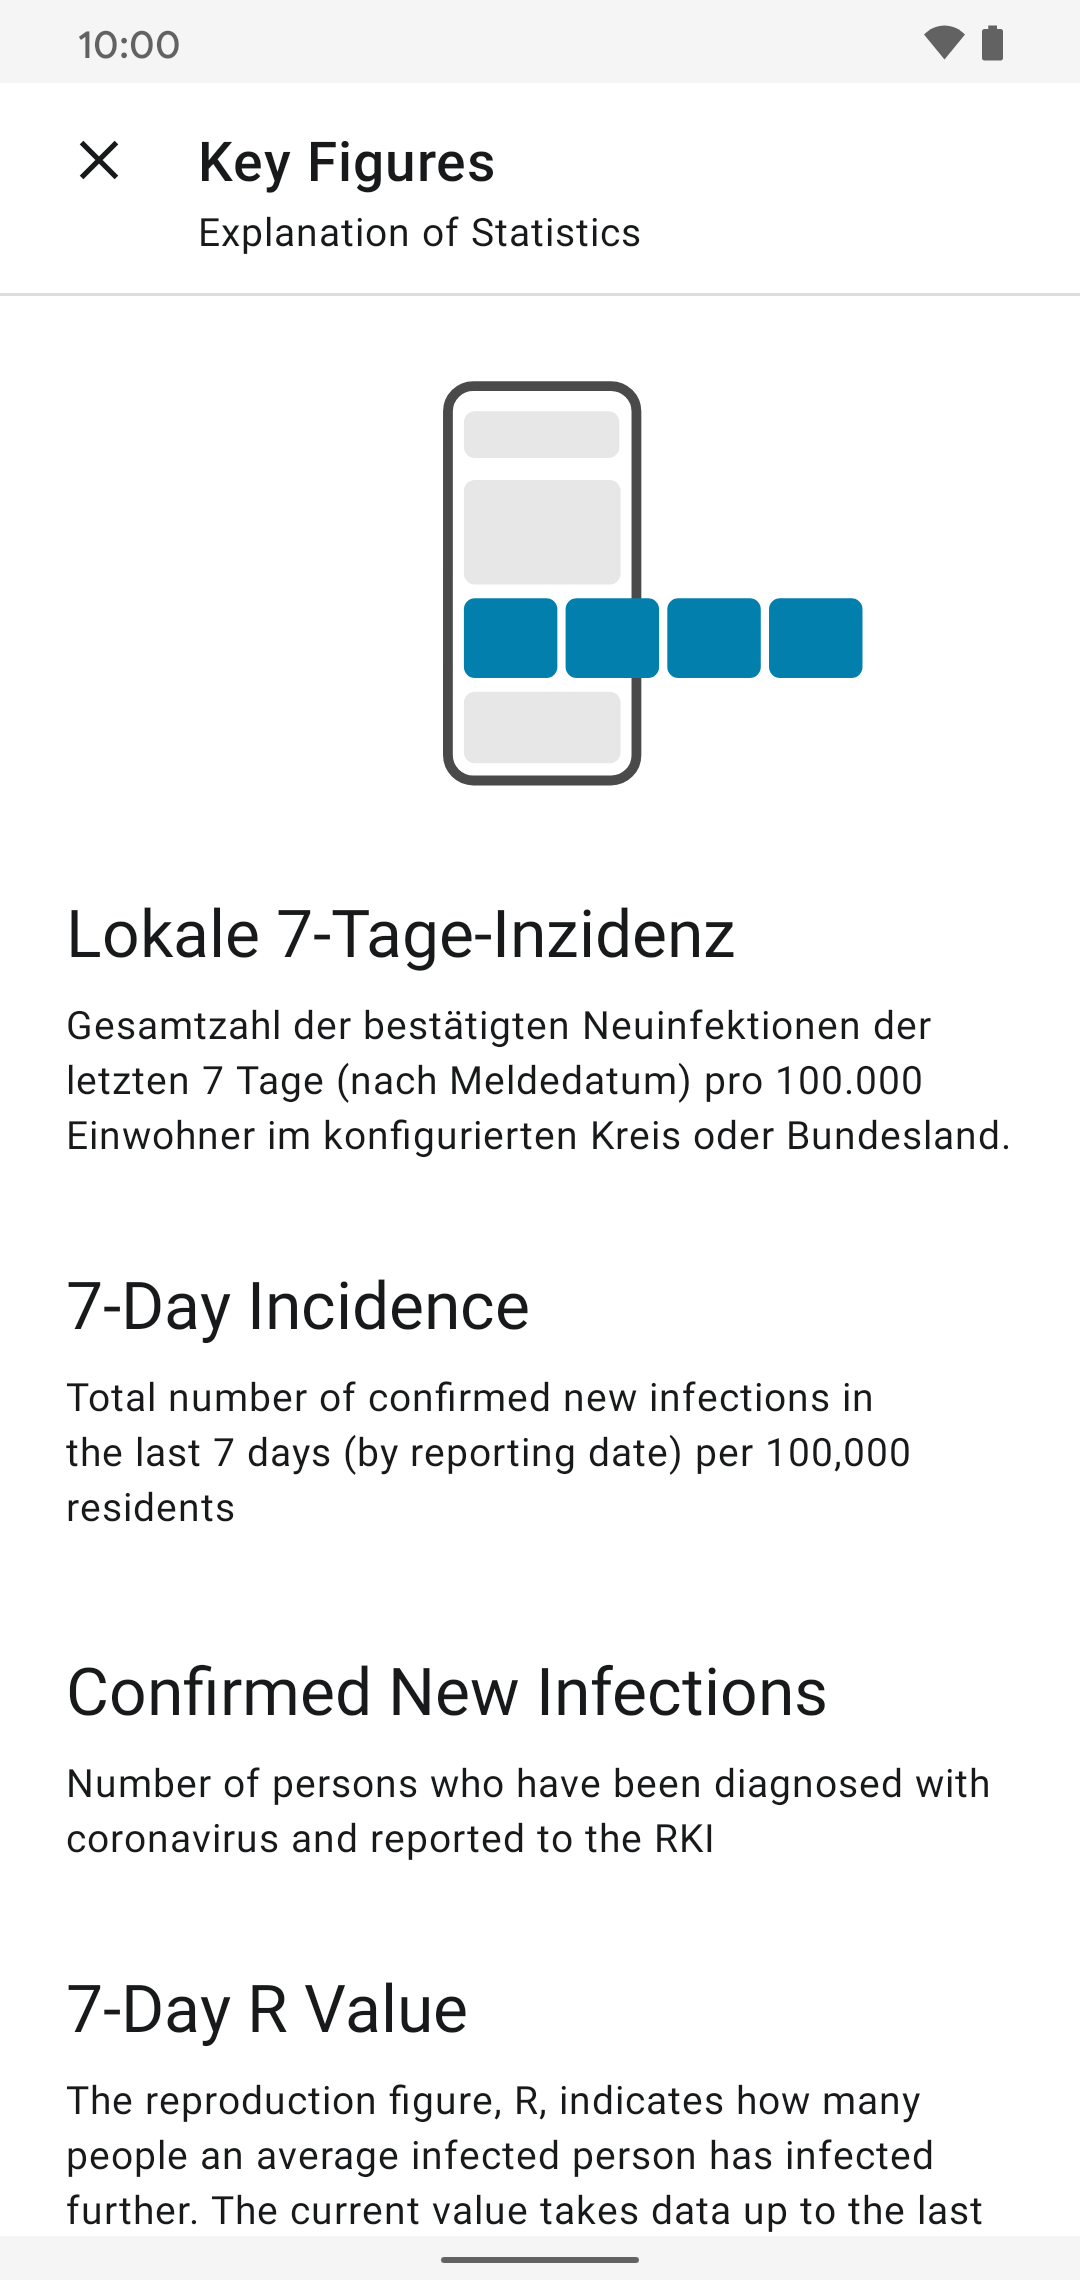 10:00
Key Figures
Explanation of Statistics
Lokale 7-Tage-Inzidenz
Gesamtzahl der bestätigten Neuinfektionen der
letzten 7 Tage (nach Meldedatum) pro 100.000
Einwohner im konfigurierten Kreis oder Bundesland.
7-Day Incidence
Total number of confirmed new infections in
the last 7 days (by reporting date) per 100,000
residents
Confirmed New Infections
Number of persons who have been diagnosed with
coronavirus and reported to the RKI
7-Day R Value
The reproduction figure, R, indicates how many
people an average infected person has infected
further. The current value takes data up to the last